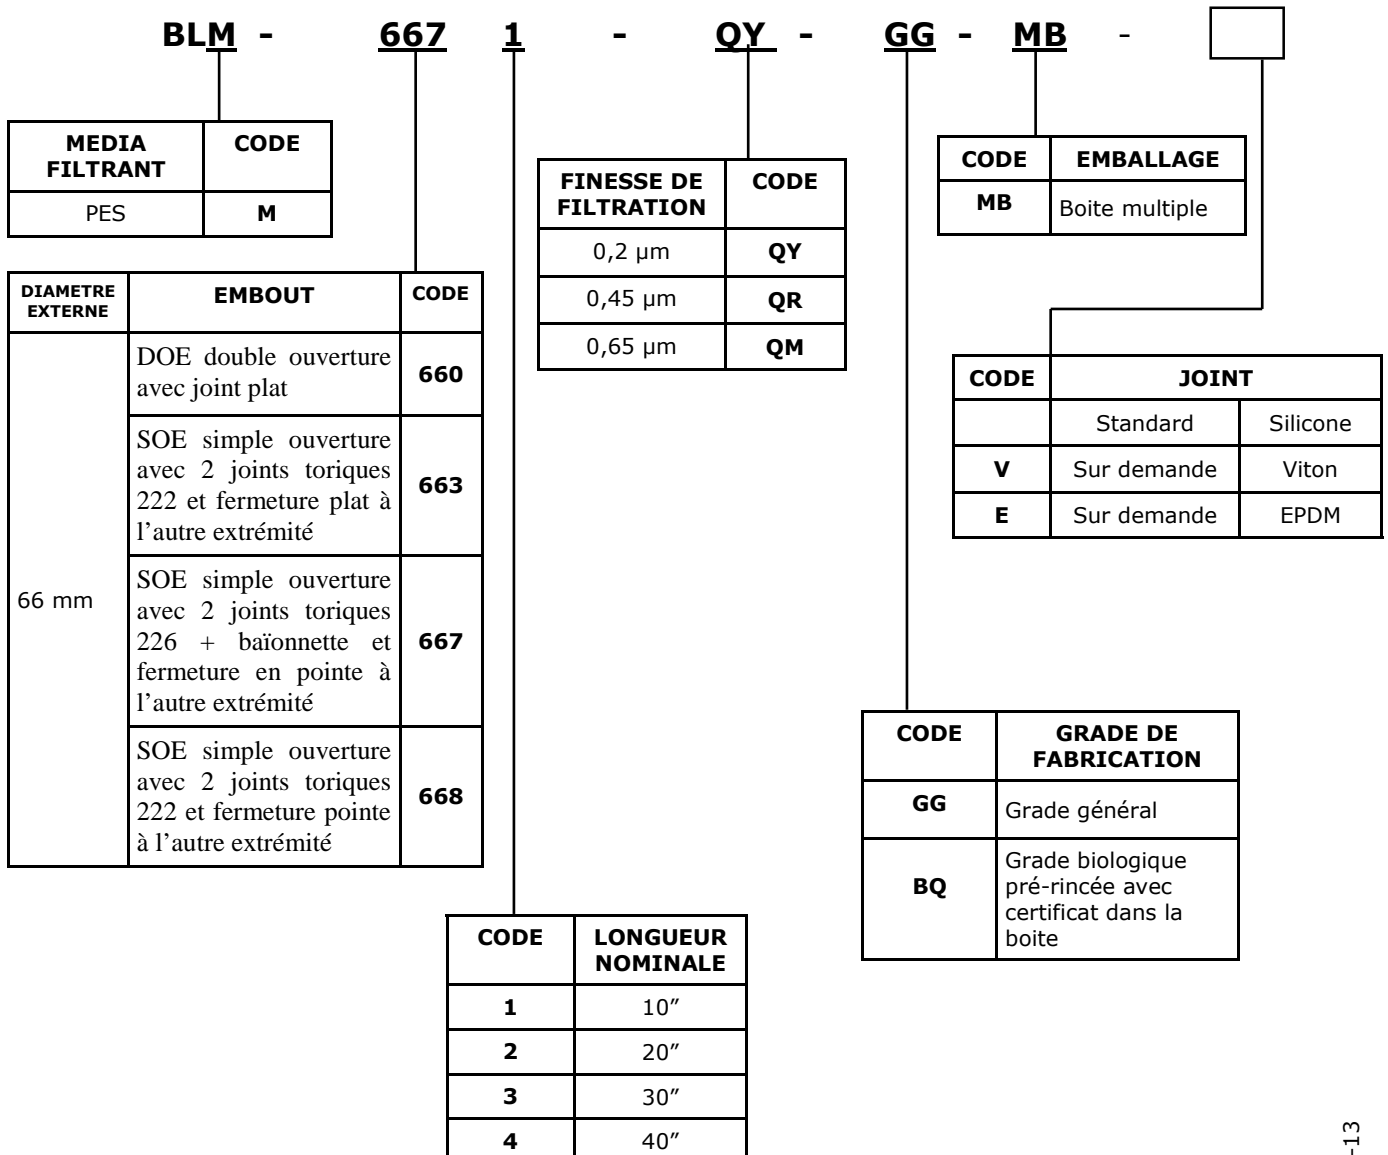 BLM - 667 1 - QY - GG - MB -
MEDIA FILTRANT CODE
PES M
DIAMETRE EXTERNE EMBOUT CODE
66 mm
DOE double ouverture
avec joint plat
660
SOE simple ouverture
avec 2 joints toriques
222 et fermeture plat à
l’autre extrémité
663
SOE simple ouverture
avec 2 joints toriques
226 + baïonnette et
fermeture en pointe à
l’autre extrémité
667
SOE simple ouverture
avec 2 joints toriques
222 et fermeture pointe
à l’autre extrémité
668
CODE LONGUEUR NOMINALE
1 10”
2 20”
3 30”
4 40”
FINESSE DE FILTRATION CODE
0,2 µm QY
0,45 µm QR
0,65 µm QM
CODE EMBALLAGE
MB Boite multiple
CODE JOINT
Standard Silicone
V Sur demande Viton
E Sur demande EPDM
CODE GRADE DE FABRICATION
GG Grade général
BQ
Grade biologique
pré-rincée avec
certificat dans la
boite
-13